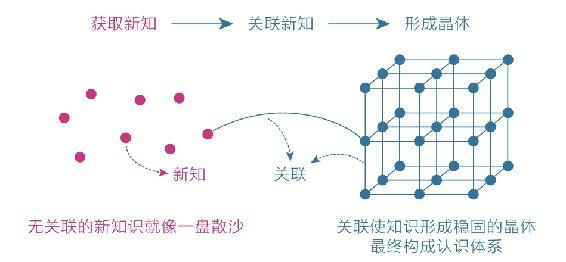 获取新知 关联新知 形成晶体
新知
关联
无关联的新知识就像一盘散沙
关联使知识形成稳固的晶体
最终构成认识体系